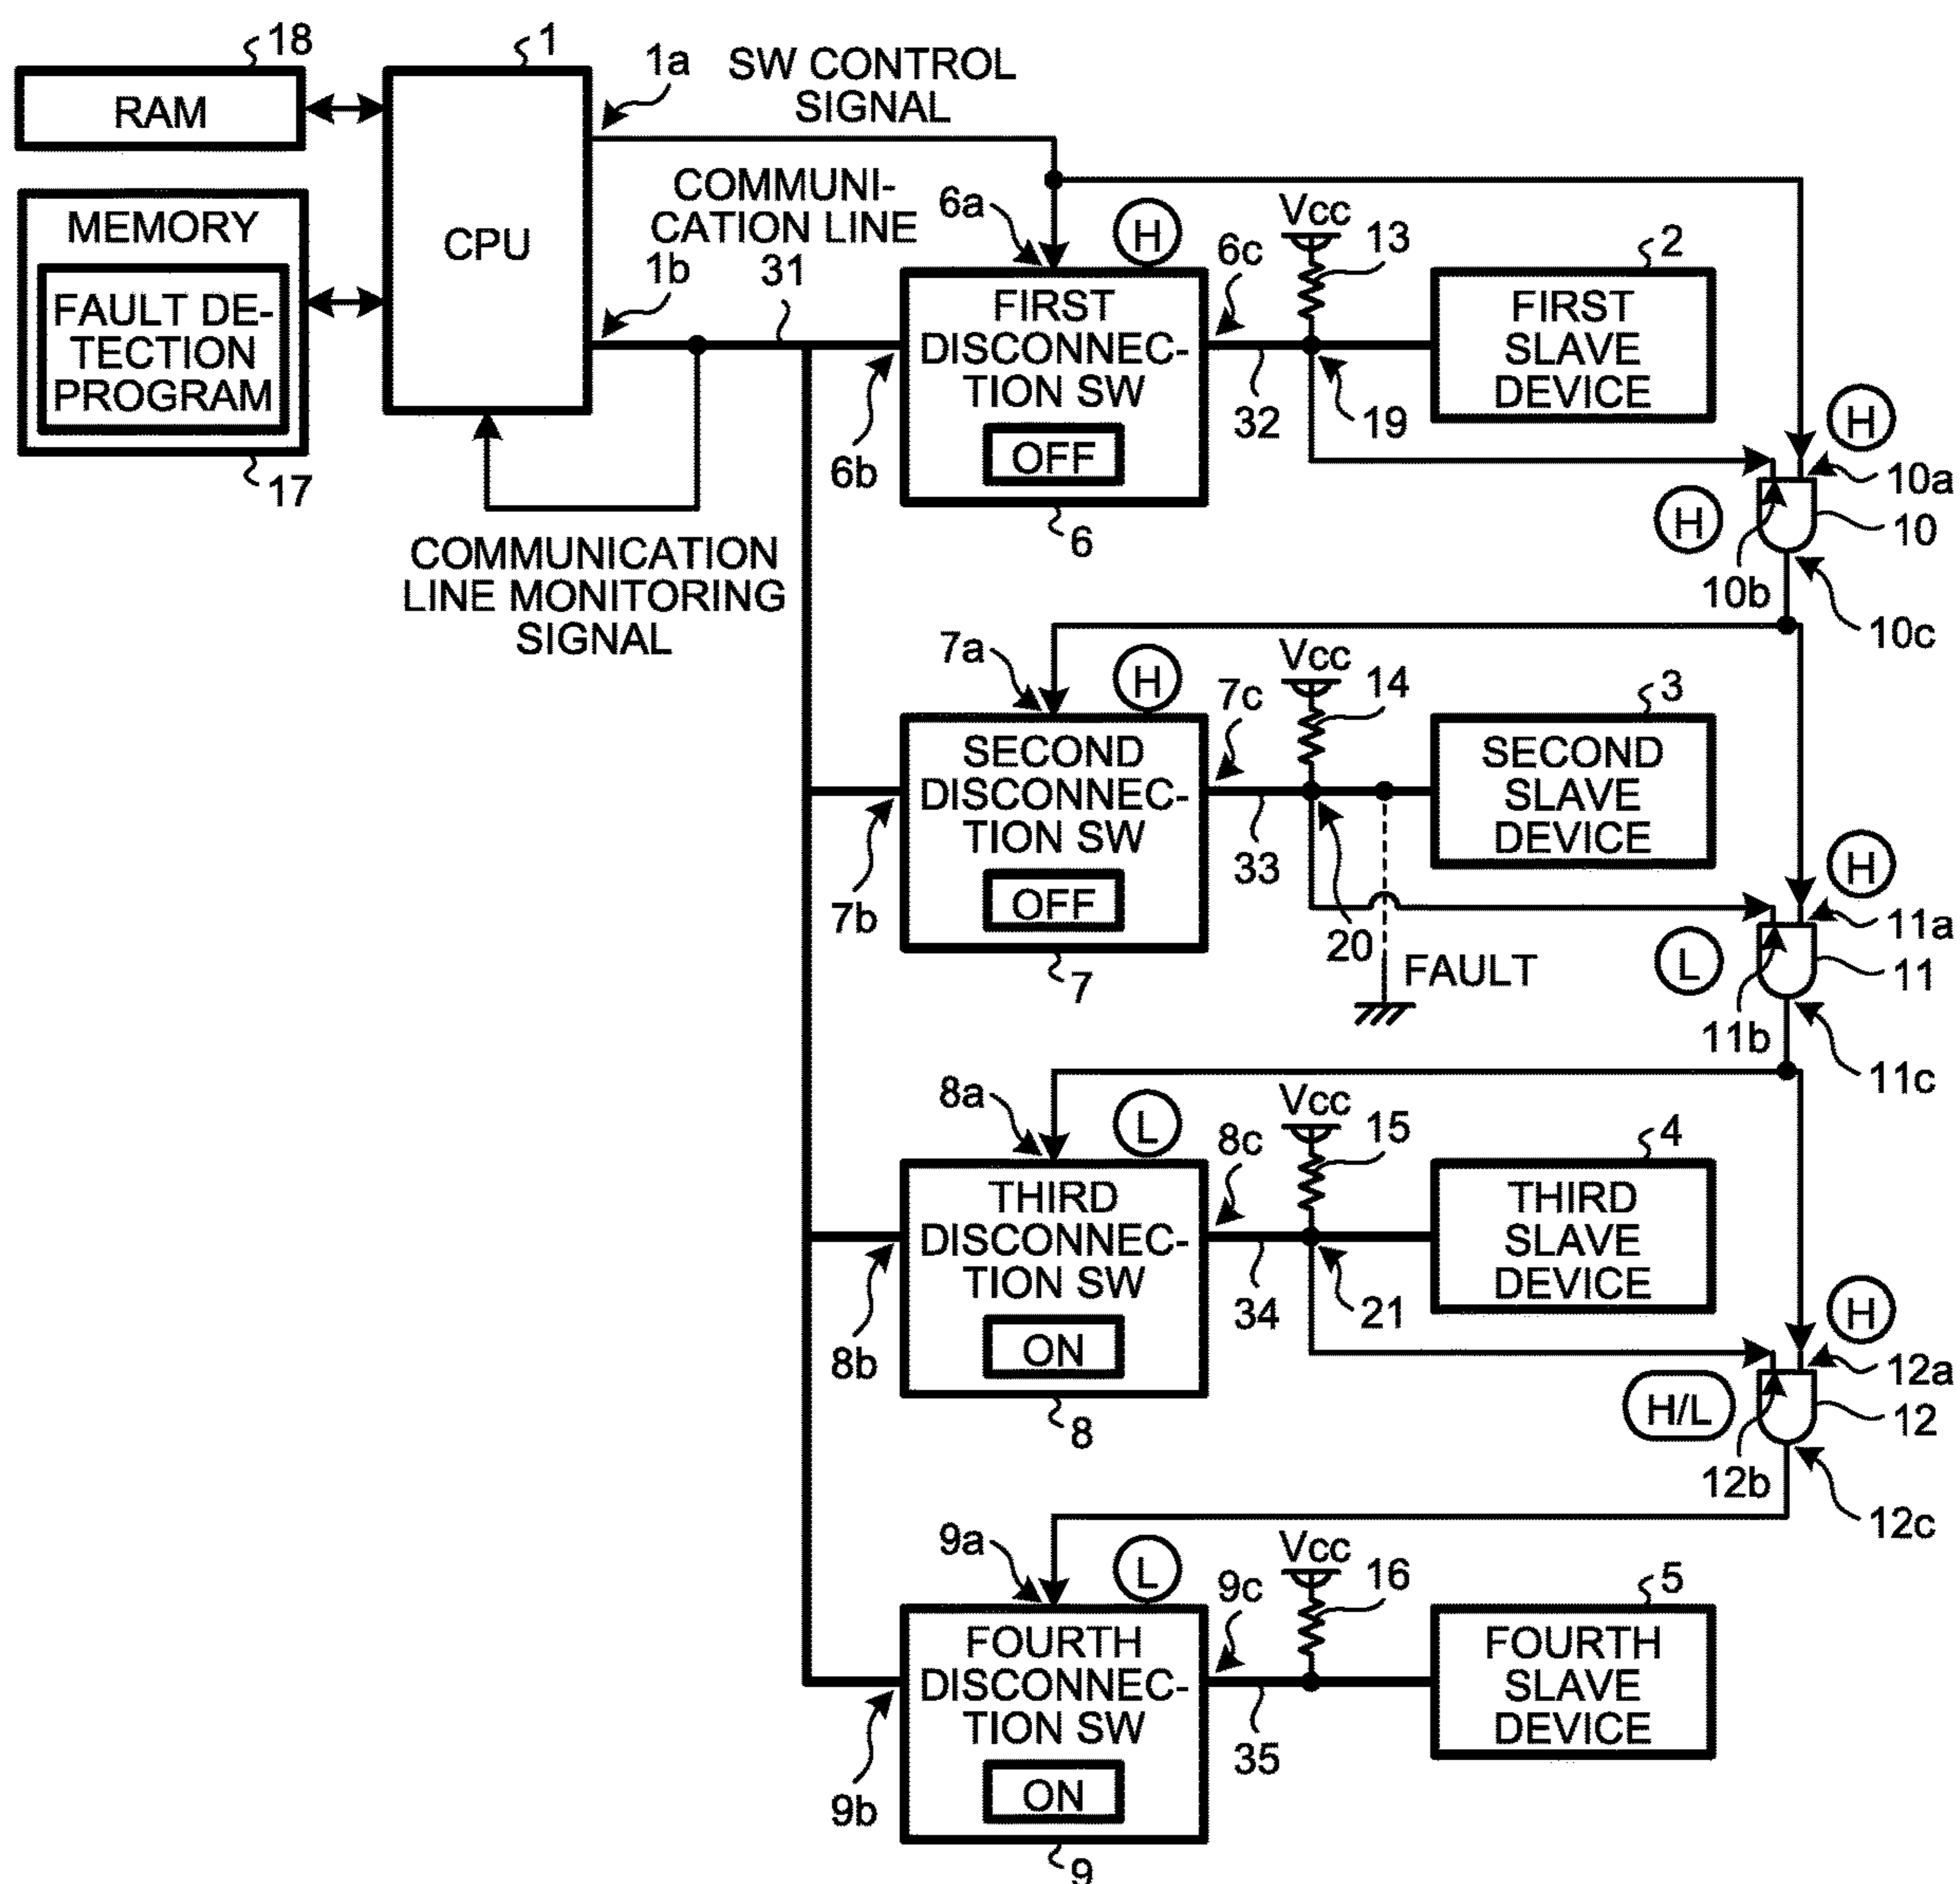 18
RAM
MEMORY
FAULT DE-
TECTION
PROGRAM
17
1
CPU
1a
SW CONTROL
SIGNAL
COMMUNI-
CATION LINE
1b
31
COMMUNICATION
LINE MONITORING
SIGNAL
6a
H
FIRST
DISCONNEC-
TION SW
OFF
6b
6
6c
32
Vcc
13
19
2
FIRST
SLAVE
DEVICE
H
10a
H
10
10b
10c
7a
H
SECOND
DISCONNEC-
TION SW
OFF
7b
7
7c
33
Vcc
14
20
FAULT
3
SECOND
SLAVE
DEVICE
H
11a
L
11
11b
11c
8a
L
THIRD
DISCONNEC-
TION SW
ON
8b
8
8c
34
Vcc
15
21
4
THIRD
SLAVE
DEVICE
H
12a
H/L
12
12b
12c
9a
L
FOURTH
DISCONNEC-
TION SW
ON
9b
9
9c
35
Vcc
16
5
FOURTH
SLAVE
DEVICE